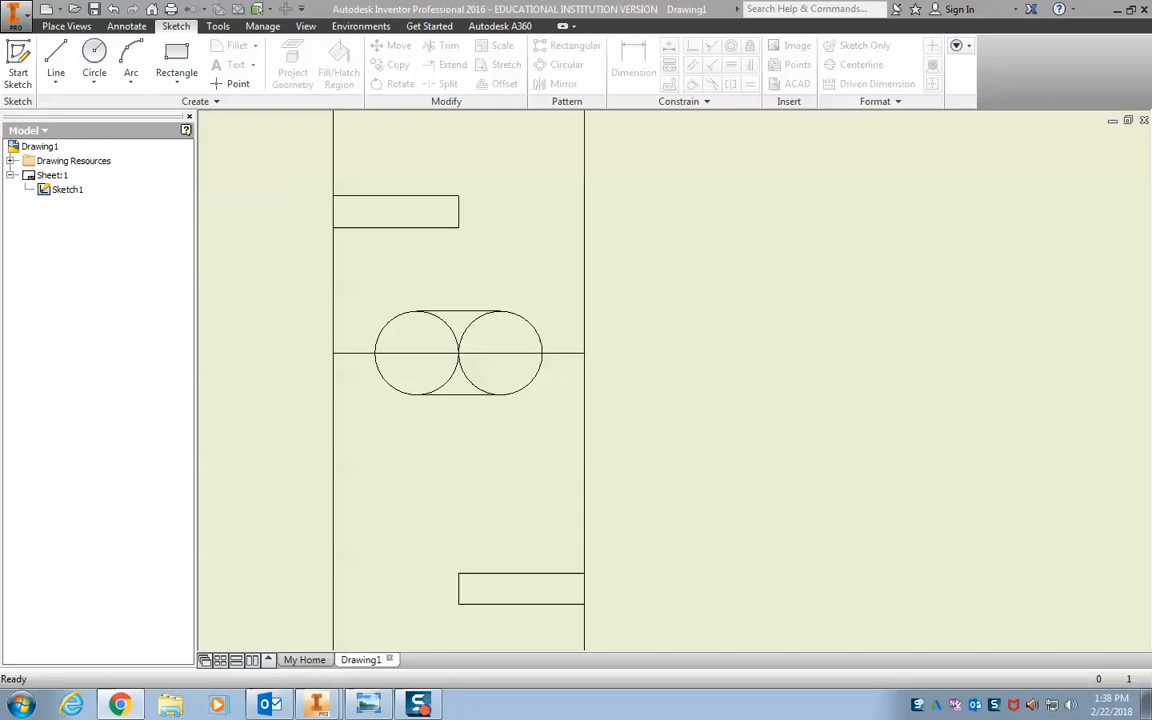 Autodesk Inventor Professional 2016 - EDUCATIONAL INSTITUTION VERSION Drawing1
Search Help & Commands...
Sign In
PRO
Place Views Annotate Sketch Tools Manage View Environments Get Started Autodesk A360
Start Sketch
Line
Circle
Arc
Rectangle
Fillet
Text
Point
Project Geometry
Fill/Hatch Region
Move Trim Scale
Copy Extend Stretch
Rotate Split Offset
Rectangular
Circular
Mirror
Dimension
Image
Points
ACAD
Sketch Only
Centerline
Driven Dimension
Sketch Create Modify Pattern Constrain Insert Format
Model
Drawing1
Drawing Resources
Sheet:1
Sketch1
My Home Drawing1
Ready
0 1
PRO
1:38 PM
2/22/2018